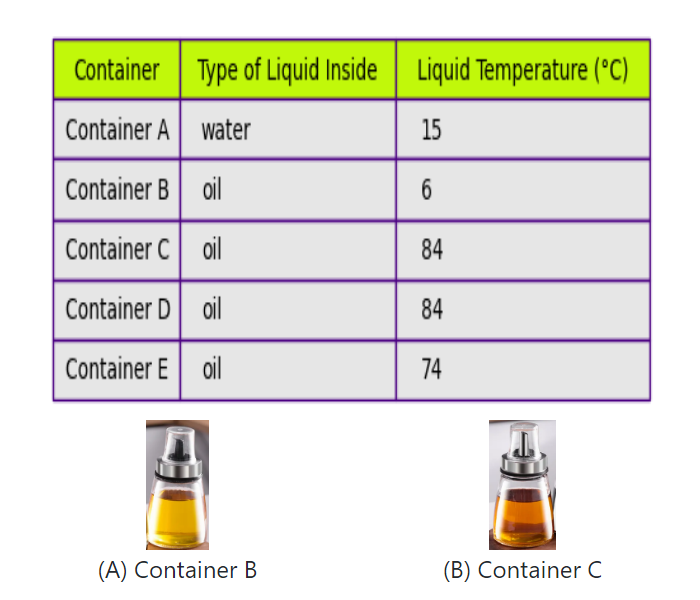 Container Type of Liquid Inside Liquid Temperature (°C)
Container A water 15
Container B oil 6
Container C oil 84
Container D oil 84
Container E oil 74
(A) Container B (B) Container C